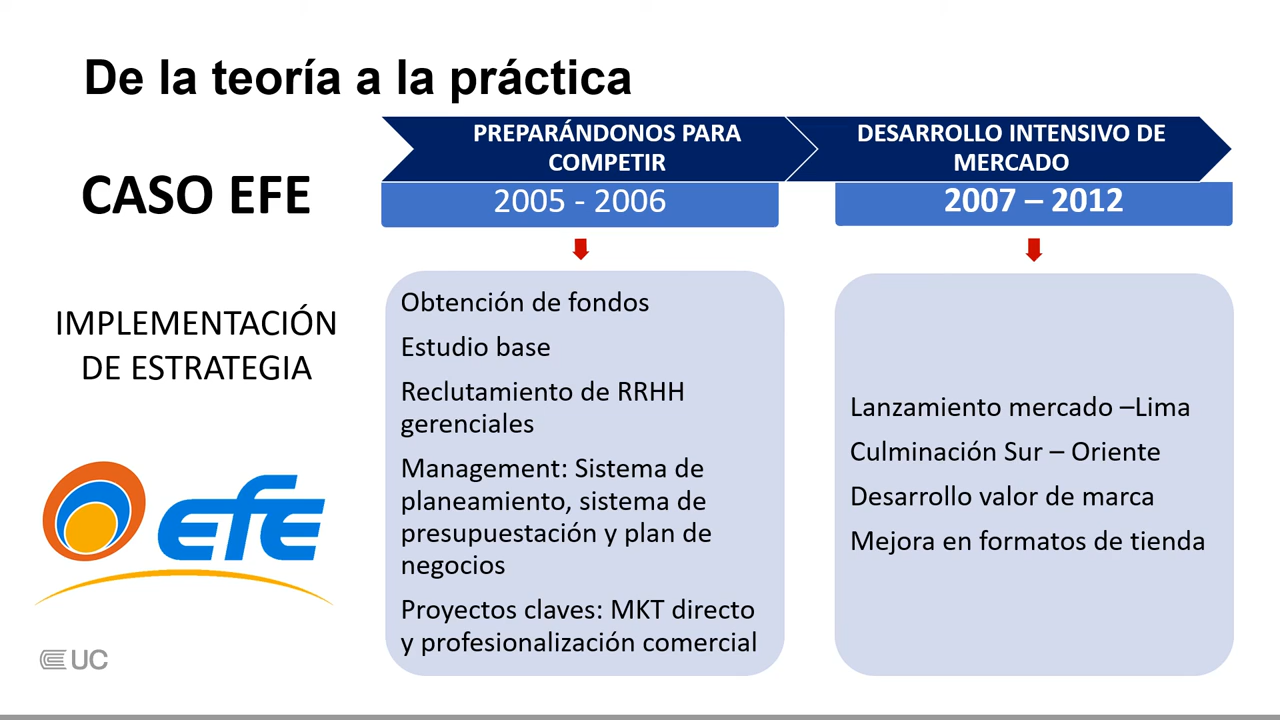 De la teoría a la práctica
CASO EFE
IMPLEMENTACIÓN
DE ESTRATEGIA
efe
UC
PREPARÁNDONOS PARA
COMPETIR
2005 - 2006
Obtención de fondos
Estudio base
Reclutamiento de RRHH
gerenciales
Management: Sistema de
planeamiento, sistema de
presupuestación y plan de
negocios
Proyectos claves: MKT directo
y profesionalización comercial
DESARROLLO INTENSIVO DE
MERCADO
2007 – 2012
Lanzamiento mercado –Lima
Culminación Sur – Oriente
Desarrollo valor de marca
Mejora en formatos de tienda